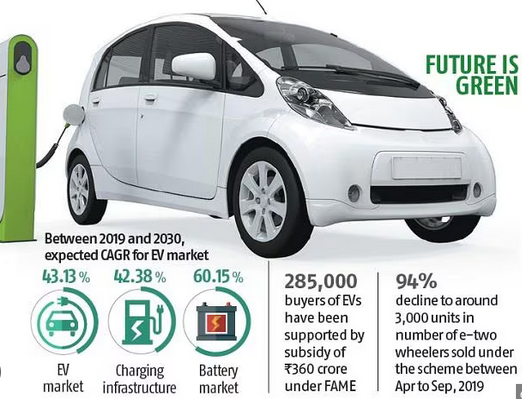 FUTURE IS
GREEN
Between 2019 and 2030,
expected CAGR for EV market
43.13 % 42.38 % 60.15 %
EV
market
Charging
infrastructure
Battery
market
285,000
buyers of EVs
have been
supported by
subsidy of
₹360 crore
under FAME
94%
decline to around
3,000 units in
number of e-two
wheelers sold under
the scheme between
Apr to Sep, 2019